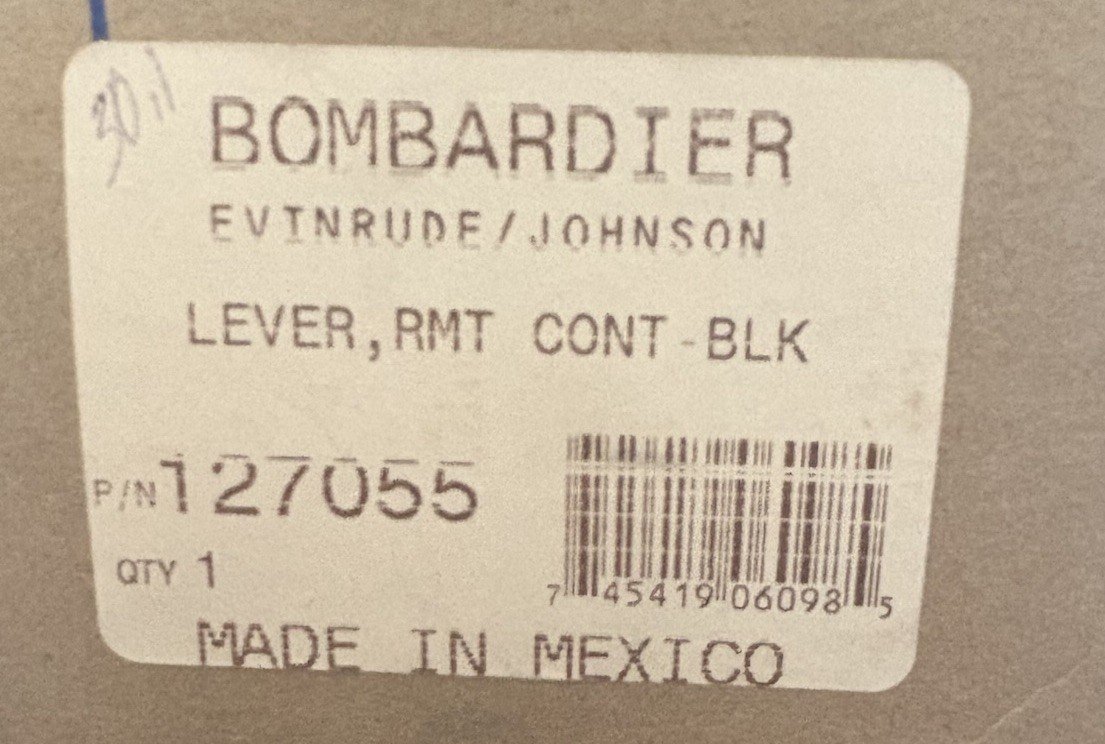 BOMBARDIER
EVINRUDE/JOHNSON
LEVER,RMT CONT-BLK
P/N 127055
QTY 1
7 45419 06098 5
MADE IN MEXICO